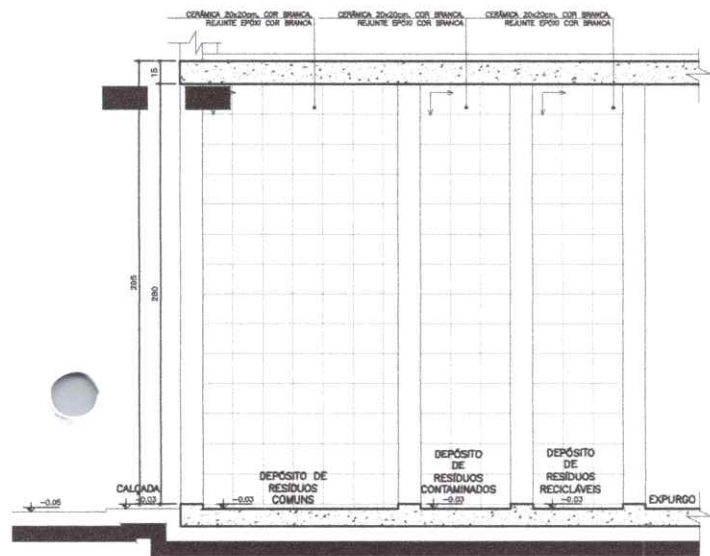 CERÂMICA 20x20cm, COR BRANCA,
REJUNTE EPÓXI COR BRANCA
CERÂMICA 20x20cm, COR BRANCA,
REJUNTE EPÓXI COR BRANCA
CERÂMICA 20x20cm, COR BRANCA,
REJUNTE EPÓXI COR BRANCA
15
295
280
DEPÓSITO DE
RESÍDUOS
COMUNS
DEPÓSITO
DE
RESÍDUOS
CONTAMINADOS
DEPÓSITO
DE
RESÍDUOS
RECICLÁVEIS
EXPURGO
CALÇADA
-0.05
-0.03
-0.03
-0.03
-0.03